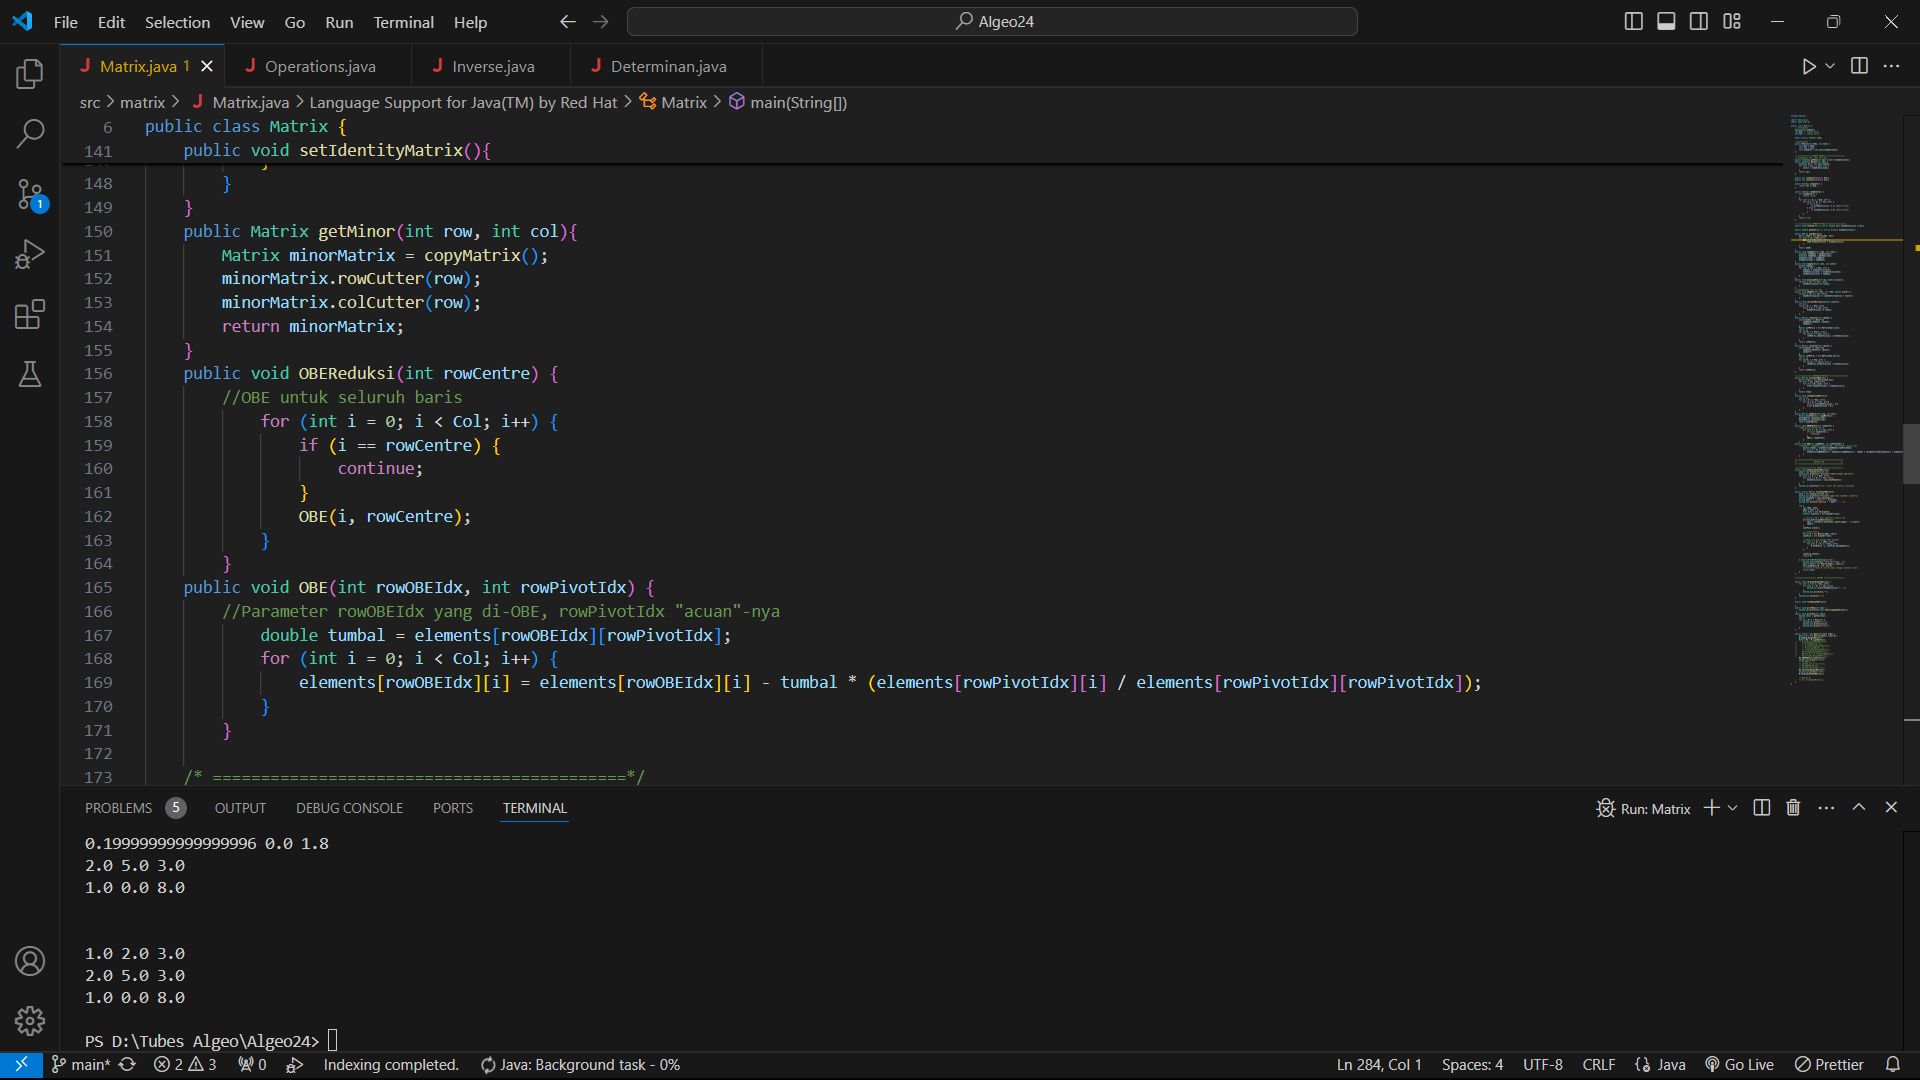 File Edit Selection View Go Run Terminal Help Algeo24
J Matrix.java 1 J Operations.java J Inverse.java J Determinan.java
src > matrix > J Matrix.java > Language Support for Java(TM) by Red Hat > Matrix > main(String[])
6 public class Matrix {
141 public void setIdentityMatrix(){
148 }
149 }
150 public Matrix getMinor(int row, int col){
151 Matrix minorMatrix = copyMatrix();
152 minorMatrix.rowCutter(row);
153 minorMatrix.colCutter(row);
154 return minorMatrix;
155 }
156 public void OBEReduksi(int rowCentre) {
157 //OBE untuk seluruh baris
158 for (int i = 0; i < Col; i++) {
159 if (i == rowCentre) {
160 continue;
161 }
162 OBE(i, rowCentre);
163 }
164 }
165 public void OBE(int rowOBEIdx, int rowPivotIdx) {
166 //Parameter rowOBEIdx yang di-OBE, rowPivotIdx "acuan"-nya
167 double tumbal = elements[rowOBEIdx][rowPivotIdx];
168 for (int i = 0; i < Col; i++) {
169 elements[rowOBEIdx][i] = elements[rowOBEIdx][i] - tumbal * (elements[rowPivotIdx][i] / elements[rowPivotIdx][rowPivotIdx]);
170 }
171 }
172
173 /* ===========================================*/
PROBLEMS 5 OUTPUT DEBUG CONSOLE PORTS TERMINAL Run: Matrix
0.19999999999999996 0.0 1.8
2.0 5.0 3.0
1.0 0.0 8.0
1.0 2.0 3.0
2.0 5.0 3.0
1.0 0.0 8.0
PS D:\Tubes Algeo\Algeo24>
main* 2 3 0 Indexing completed. Java: Background task - 0% Ln 284, Col 1 Spaces: 4 UTF-8 CRLF {} Java Go Live Prettier